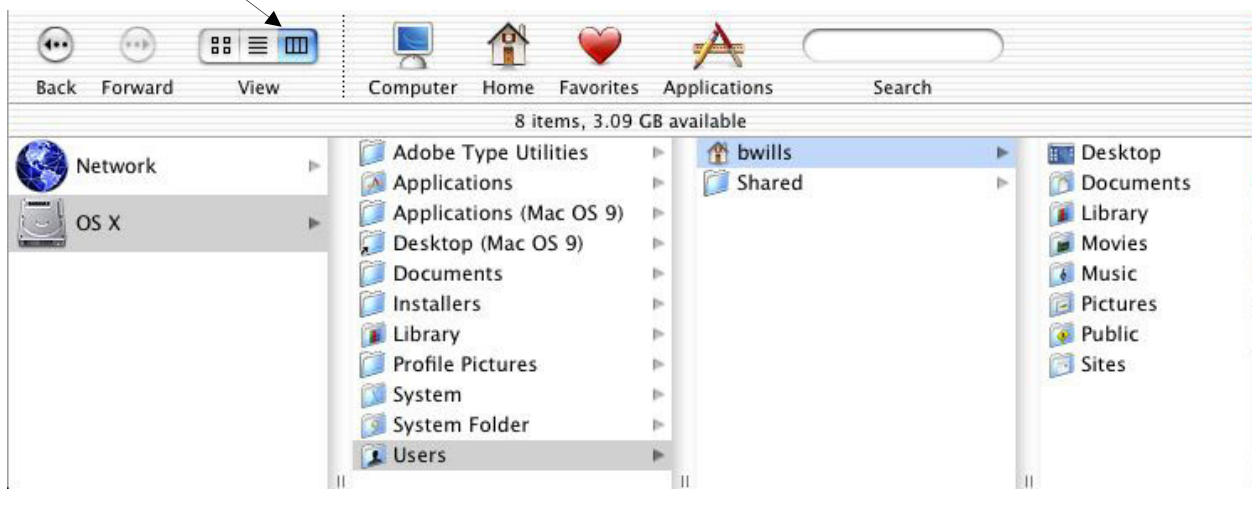 Back Forward View Computer Home Favorites Applications Search
8 items, 3.09 GB available
Network
OS X
Adobe Type Utilities
Applications
Applications (Mac OS 9)
Desktop (Mac OS 9)
Documents
Installers
Library
Profile Pictures
System
System Folder
Users
bwills
Shared
Desktop
Documents
Library
Movies
Music
Pictures
Public
Sites